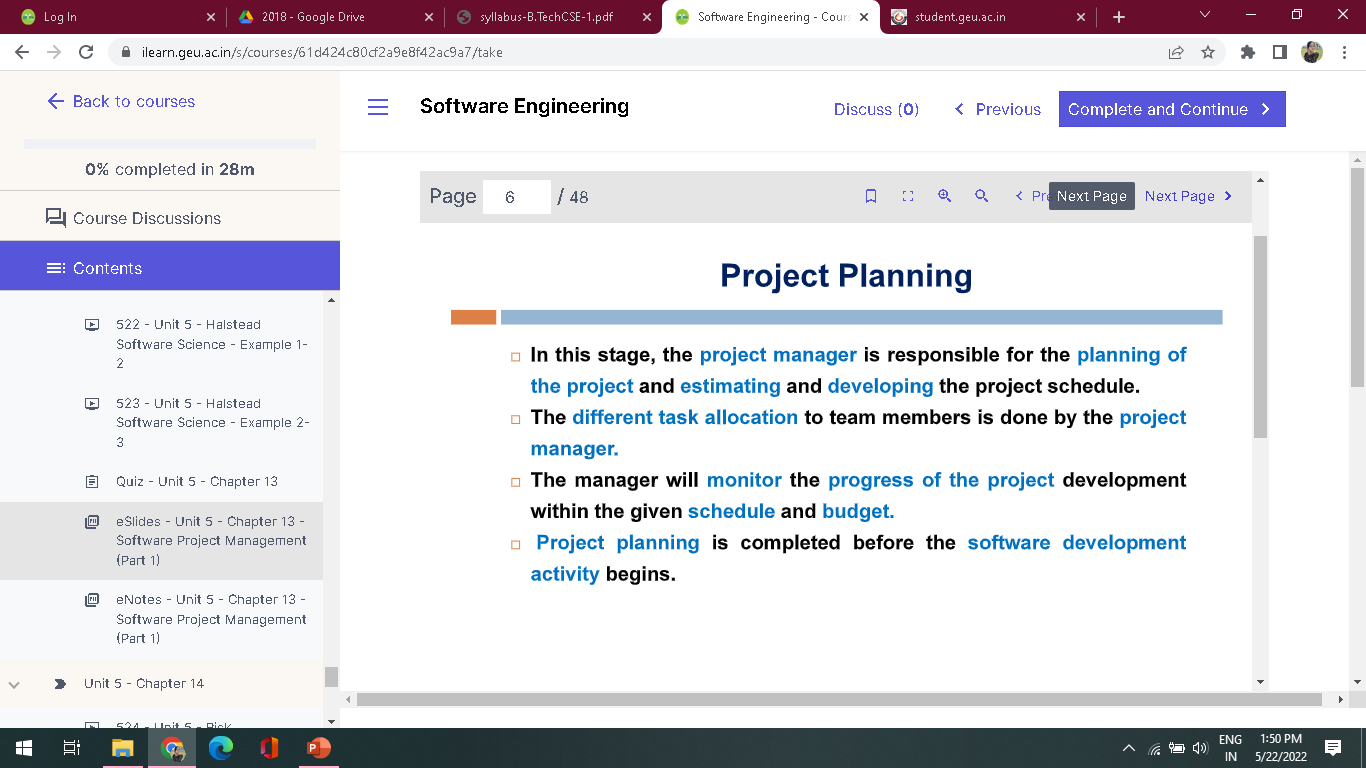 Log In
2018 - Google Drive
syllabus-B.TechCSE-1.pdf
Software Engineering - Cours
student.geu.ac.in
ilearn.geu.ac.in/s/courses/61d424c80cf2a9e8f42ac9a7/take
Back to courses
0% completed in 28m
Course Discussions
Contents
522 - Unit 5 - Halstead
Software Science - Example 1-
2
523 - Unit 5 - Halstead
Software Science - Example 2-
3
Quiz - Unit 5 - Chapter 13
eSlides - Unit 5 - Chapter 13 -
Software Project Management
(Part 1)
eNotes - Unit 5 - Chapter 13 -
Software Project Management
(Part 1)
Unit 5 - Chapter 14
524 - Unit 5 - Risk
Software Engineering
Discuss (0)
Previous
Complete and Continue
Page 6 / 48
Pre
Next Page
Next Page
Project Planning
In this stage, the project manager is responsible for the planning of
the project and estimating and developing the project schedule.
The different task allocation to team members is done by the project
manager.
The manager will monitor the progress of the project development
within the given schedule and budget.
Project planning is completed before the software development
activity begins.
ENG
IN
1:50 PM
5/22/2022